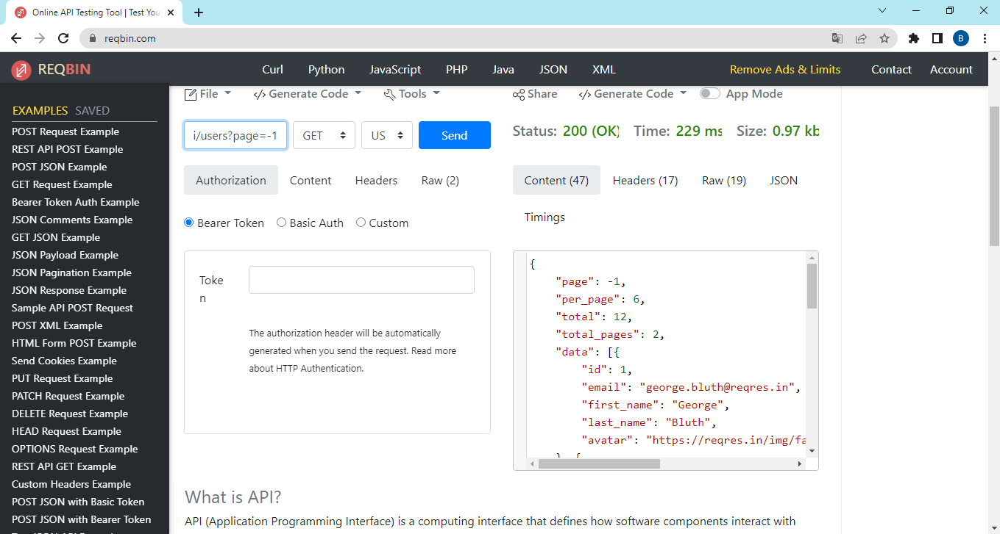 Online API Testing Tool | Test You
reqbin.com
B
REQBIN
Curl Python JavaScript PHP Java JSON XML Remove Ads & Limits Contact Account
EXAMPLES SAVED
POST Request Example
REST API POST Example
POST JSON Example
GET Request Example
Bearer Token Auth Example
JSON Comments Example
GET JSON Example
JSON Payload Example
JSON Pagination Example
JSON Response Example
Sample API POST Request
POST XML Example
HTML Form POST Example
Send Cookies Example
PUT Request Example
PATCH Request Example
DELETE Request Example
HEAD Request Example
OPTIONS Request Example
REST API GET Example
Custom Headers Example
POST JSON with Basic Token
POST JSON with Bearer Token
File </> Generate Code Tools
i/users?page=-1 GET US Send
Authorization Content Headers Raw (2)
Bearer Token Basic Auth Custom
Toke
n
The authorization header will be automatically
generated when you send the request. Read more
about HTTP Authentication.
Share </> Generate Code App Mode
Status: 200 (OK) Time: 229 ms Size: 0.97 kb
Content (47) Headers (17) Raw (19) JSON
Timings
{
"page": -1,
"per_page": 6,
"total": 12,
"total_pages": 2,
"data": [{
"id": 1,
"email": "george.bluth@reqres.in",
"first_name": "George",
"last_name": "Bluth",
"avatar": "https://reqres.in/img/fa
What is API?
API (Application Programming Interface) is a computing interface that defines how software components interact with